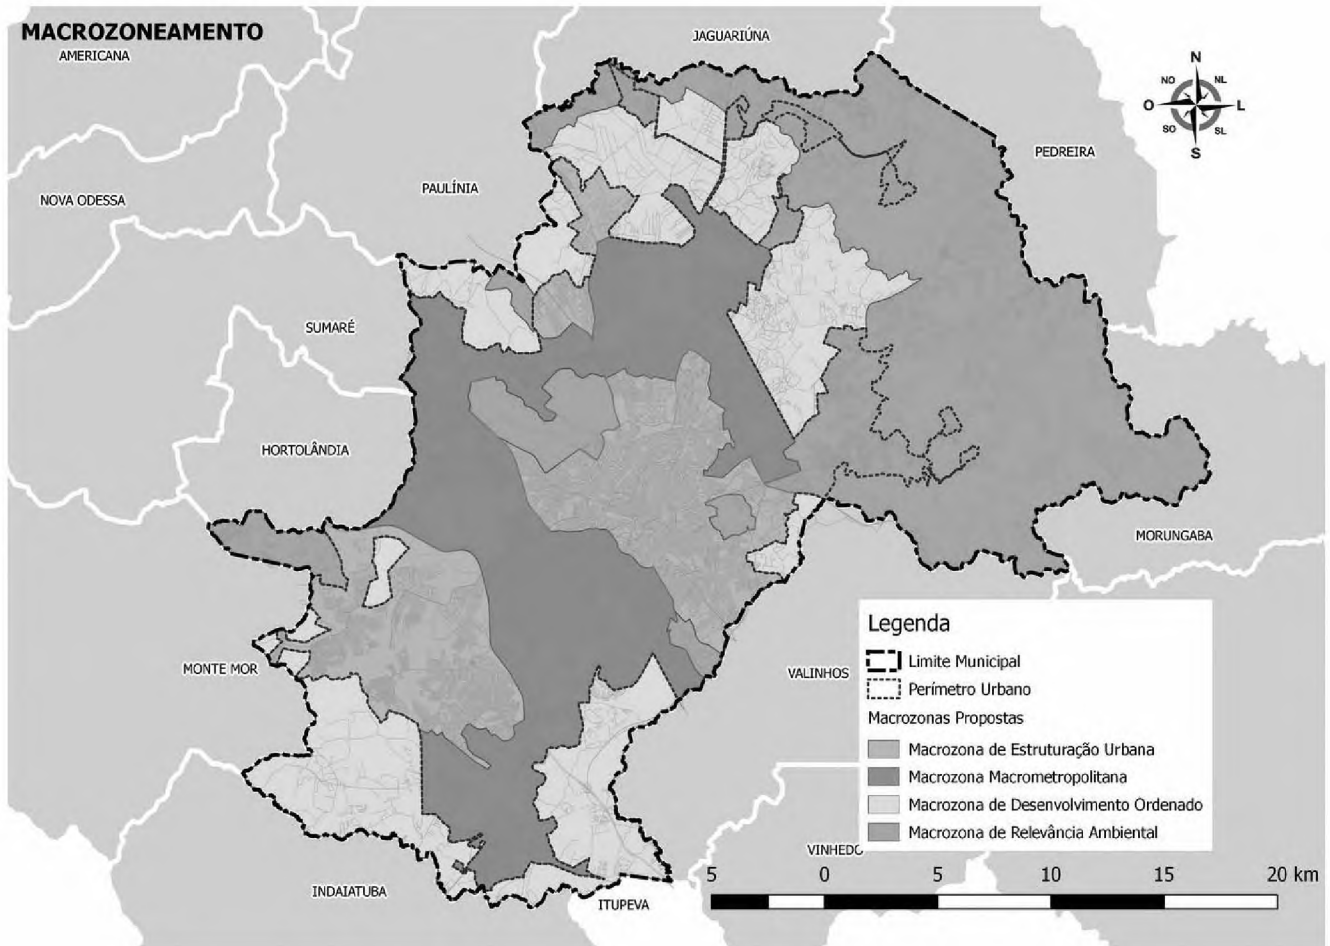 MACROZONEAMENTO
AMERICANA
JAGUARIÚNA
N
NO
NL
O
L
SO
SL
S
PEDREIRA
PAULÍNIA
NOVA ODESSA
SUMARÉ
HORTOLÂNDIA
MORUNGABA
MONTE MOR
VALINHOS
Legenda
Limite Municipal
Perímetro Urbano
Macrozonas Propostas
Macrozona de Estruturação Urbana
Macrozona Macrometropolitana
Macrozona de Desenvolvimento Ordenado
Macrozona de Relevância Ambiental
VINHEDO
INDAIATUBA
ITUPEVA
5 0 5 10 15 20 km